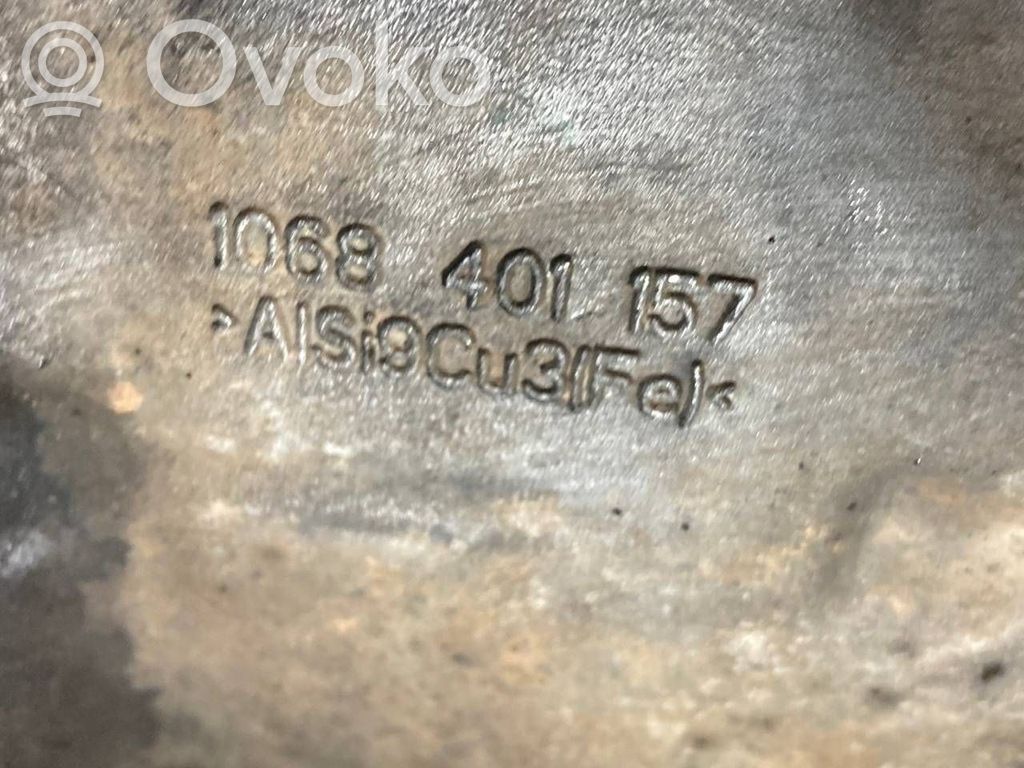 Ovoko
1068 401 157
>AlSi9Cu3(Fe)<